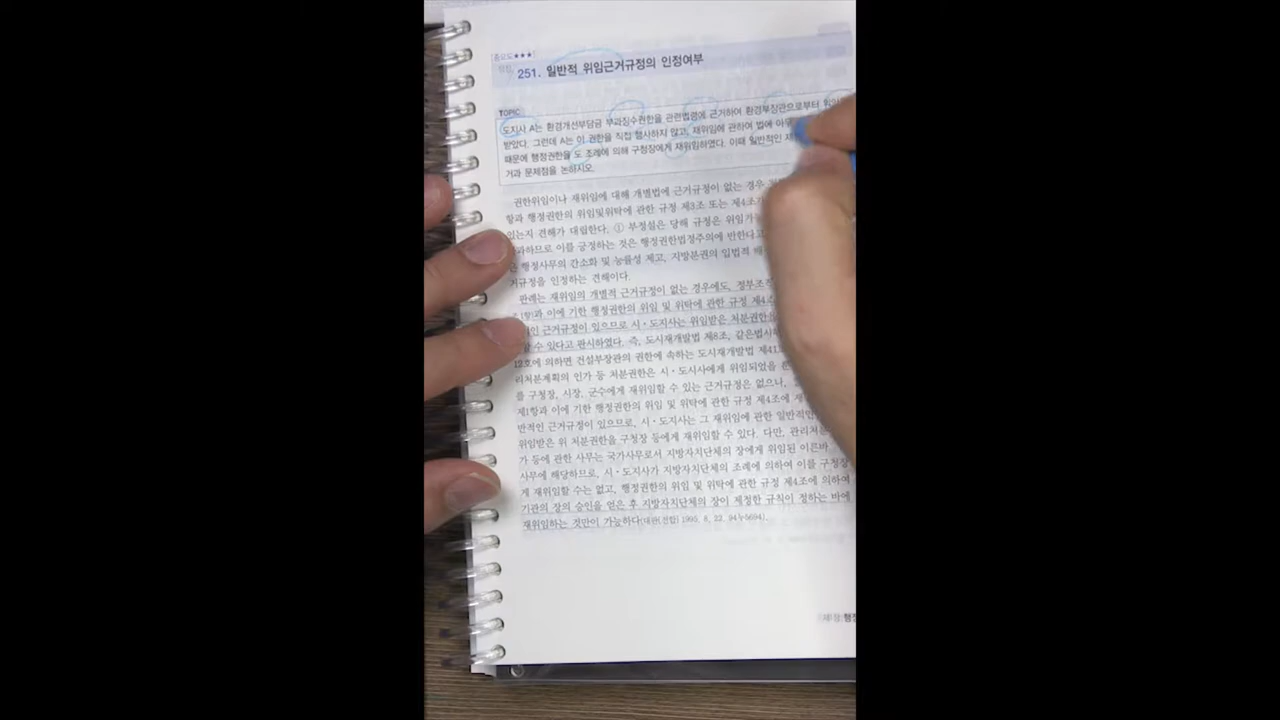 중요도 ★★★
251. 일반적 위임근거규정의 인정여부
TOPIC
도지사 A는 환경개선부담금 부과징수권한을 관련법령에 근거하여 환경부장관으로부터 위임
받았다. 그런데 A는 이 권한을 직접 행사하지 않고, 재위임에 관하여 법에 아무
때문에 행정권한을 도 조례에 의해 구청장에게 재위임하였다. 이때 일반적인
거과 문제점을 논하시오.
권한위임이나 재위임에 대해 개별법에 근거규정이 없는 경우
항과 행정권한의 위임및위탁에 관한 규정 제3조 또는 제4조
있는지 견해가 대립한다. ① 부정설은 당해 규정은 위임가능
과하므로 이를 긍정하는 것은 행정권한법정주의에 반한다고
은 행정사무의 간소화 및 능률성 제고, 지방분권의 입법적
거규정을 인정하는 견해이다.
판례는 재위임의 개별적 근거규정이 없는 경우에도, 정부조직
1항과 이에 기한 행정권한의 위임 및 위탁에 관한 규정 제4조
인 근거규정이 있으므로 시·도지사는 위임받은 처분권한을
할 수 있다고 판시하였다. 즉, 도시재개발법 제8조, 같은법시행
12호에 의하면 건설부장관의 권한에 속하는 도시재개발법 제41
리처분계획의 인가 등 처분권한은 시·도지사에게 위임되었을
를 구청장, 시장, 군수에게 재위임할 수 있는 근거규정은 없으나,
제1항과 이에 기한 행정권한의 위임 및 위탁에 관한 규정 제4조에
반적인 근거규정이 있으므로, 시·도지사는 그 재위임에 관한 일반적인
위임받은 위 처분권한을 구청장 등에게 재위임할 수 있다. 다만, 관리처분
가 등에 관한 사무는 국가사무로서 지방자치단체의 장에게 위임된 이른바
사무에 해당하므로, 시·도지사가 지방자치단체의 조례에 의하여 이를 구청장
게 재위임할 수는 없고, 행정권한의 위임 및 위탁에 관한 규정 제4조에 의하여
기관의 장의 승인을 얻은 후 지방자치단체의 장이 제정한 규칙이 정하는 바에
재위임하는 것만이 가능하다(대판(전합) 1995. 8. 22. 94누5694).
제1장 행정